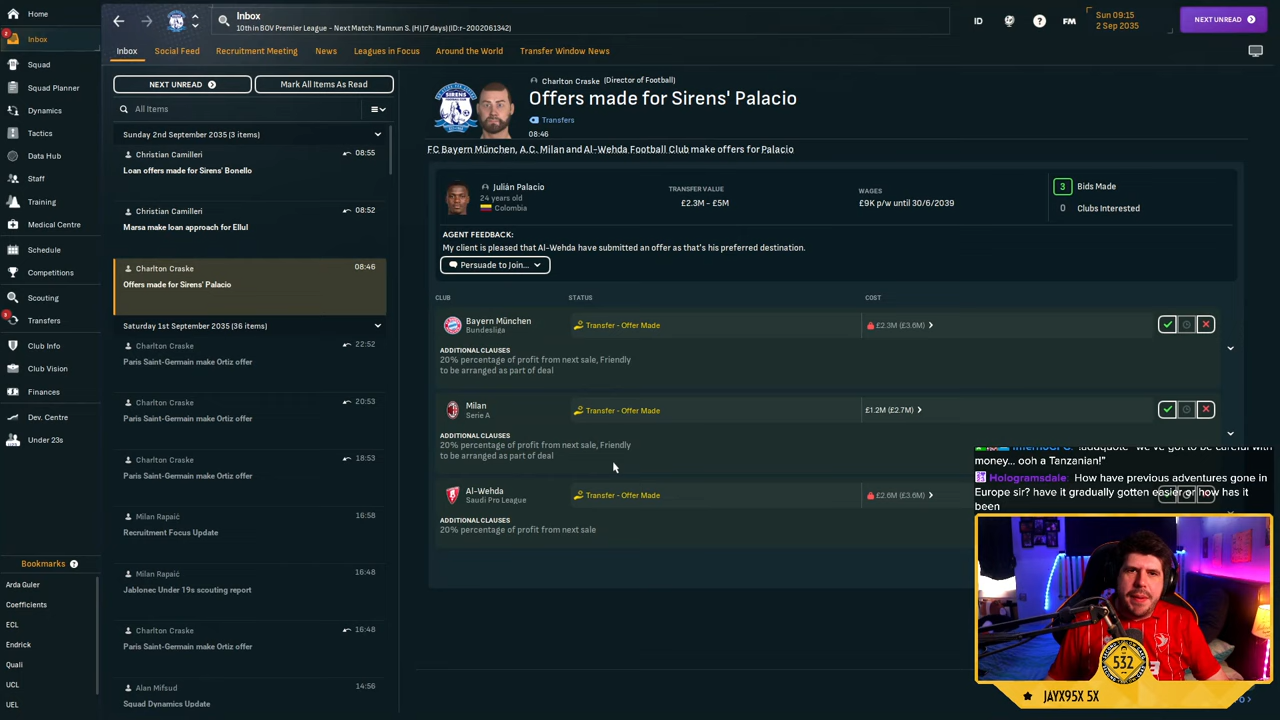 Home
2
Inbox
Squad
Squad Planner
Dynamics
Tactics
Data Hub
Staff
Training
Medical Centre
Schedule
Competitions
Scouting
Transfers
Club Info
Club Vision
Finances
Dev. Centre
Under 23s
Bookmarks
Arda Guler
Coefficients
ECL
Endrick
Quali
UCL
UEL
SIRENS
Inbox
10th in BOV Premier League - Next Match: Mamrun S. (H) (7 days) (ID:r-2002061342)
ID
FM
Sun 09:15
2 Sep 2035
NEXT UNREAD
Inbox
Social Feed
Recruitment Meeting
News
Leagues in Focus
Around the World
Transfer Window News
NEXT UNREAD
Mark All Items As Read
All Items
Sunday 2nd September 2035 (3 items)
Christian Camilleri
08:55
Loan offers made for Sirens' Bonello
Christian Camilleri
08:52
Marsa make loan approach for Ellul
Charlton Craske
08:46
Offers made for Sirens' Palacio
Saturday 1st September 2035 (36 items)
Charlton Craske
22:52
Paris Saint-Germain make Ortiz offer
Charlton Craske
20:53
Paris Saint-Germain make Ortiz offer
Charlton Craske
18:53
Paris Saint-Germain make Ortiz offer
Milan Rapaić
16:58
Recruitment Focus Update
Milan Rapaić
16:48
Jablonec Under 19s scouting report
Charlton Craske
16:48
Paris Saint-Germain make Ortiz offer
Alan Mifsud
14:56
Squad Dynamics Update
SIRENS
Charlton Craske (Director of Football)
Offers made for Sirens' Palacio
Transfers
08:46
FC Bayern München, A.C. Milan and Al-Wehda Football Club make offers for Palacio
Julián Palacio
24 years old
Colombia
TRANSFER VALUE
£2.3M - £5M
WAGES
£9K p/w until 30/6/2039
3 Bids Made
0 Clubs Interested
AGENT FEEDBACK:
My client is pleased that Al-Wehda have submitted an offer as that's his preferred destination.
Persuade to Join...
CLUB
STATUS
COST
Bayern München
Bundesliga
Transfer - Offer Made
£2.3M (£3.6M)
ADDITIONAL CLAUSES
20% percentage of profit from next sale, Friendly
to be arranged as part of deal
Milan
Serie A
Transfer - Offer Made
£1.2M (£2.7M)
ADDITIONAL CLAUSES
20% percentage of profit from next sale, Friendly
to be arranged as part of deal
Al-Wehda
Saudi Pro League
Transfer - Offer Made
£2.6M (£3.6M)
ADDITIONAL CLAUSES
20% percentage of profit from next sale
"we've got to be careful with
money... ooh a Tanzanian!"
Hologramsdale: How have previous adventures gone in
Europe sir? have it gradually gotten easier or how has it
been
532
JAYX95X 5X